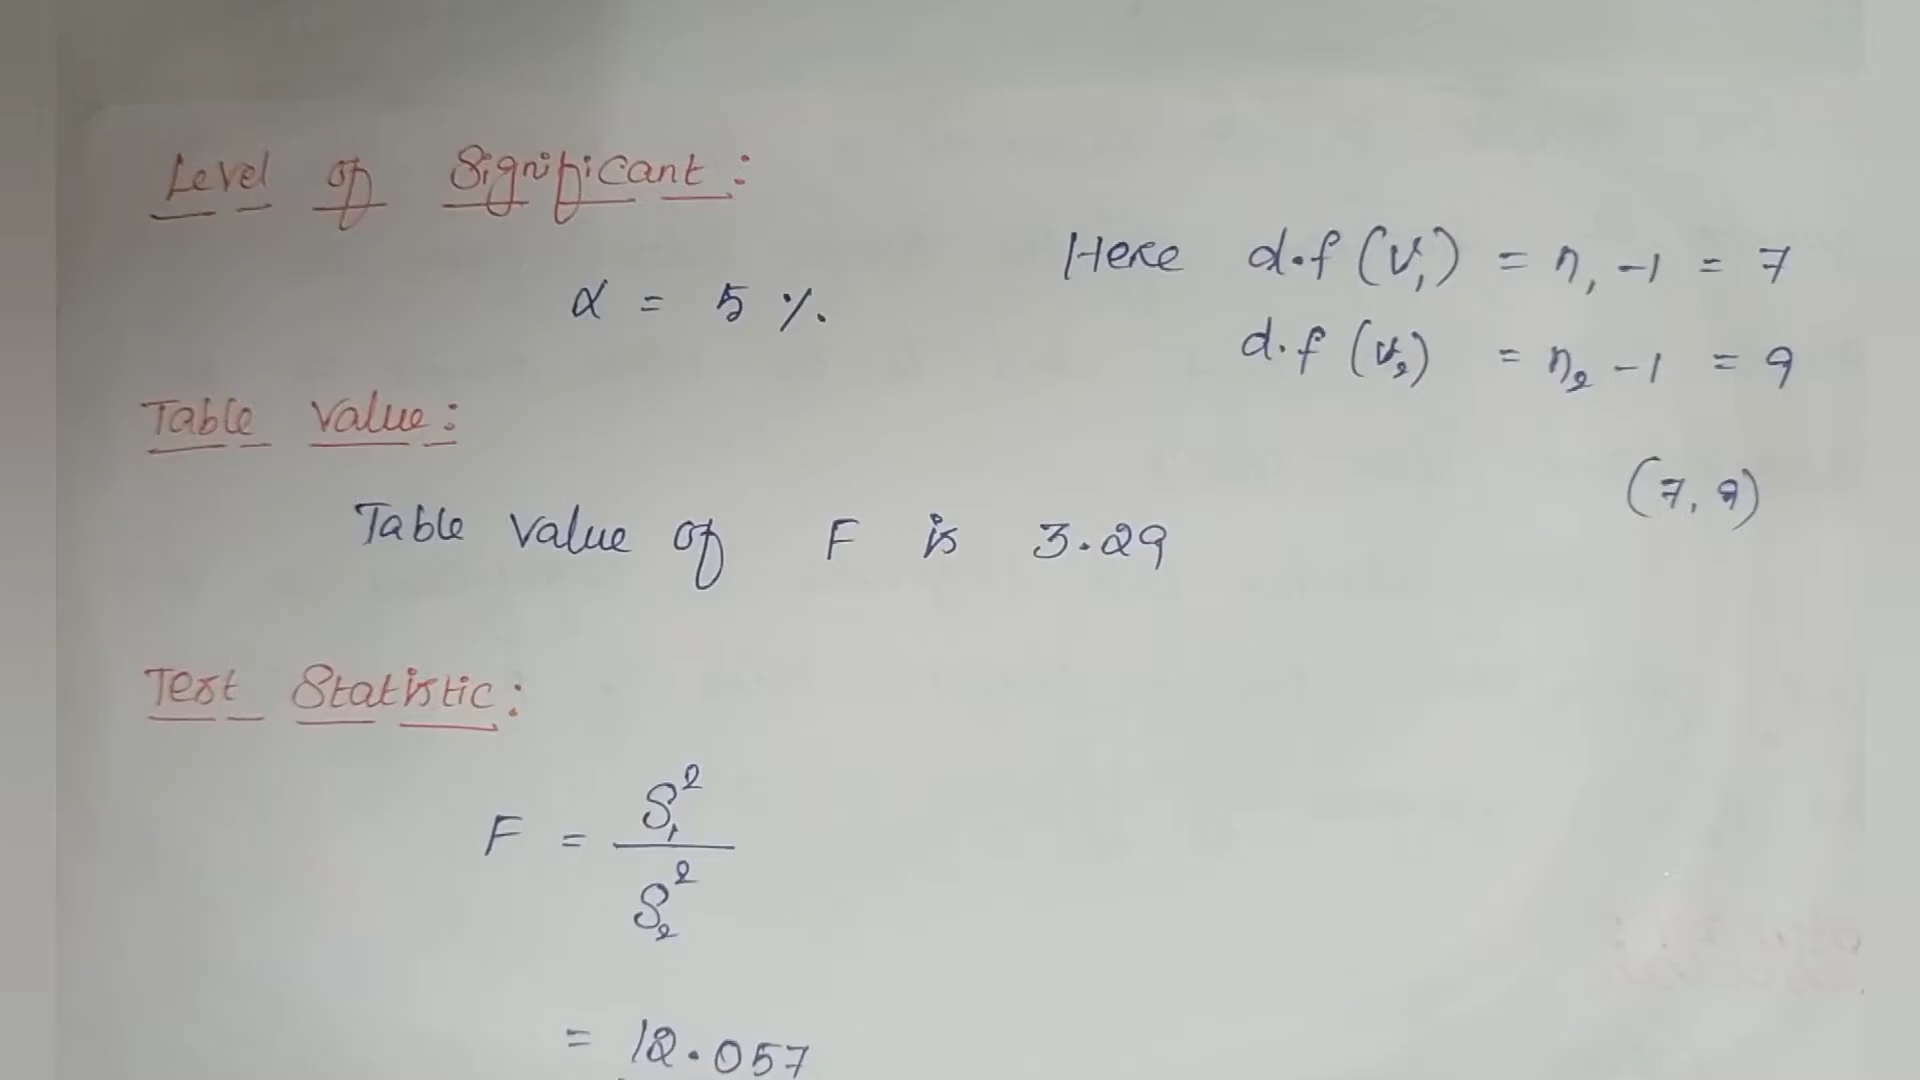 Level of Significant:
α = 5 %.
Here d.f (V₁) = n₁ -1 = 7
d.f (V₂) = n₂ -1 = 9
(7, 9)
Table Value:
Table Value of F is 3.29
Test Statistic:
F = S₁² / S₂²
= 12.057